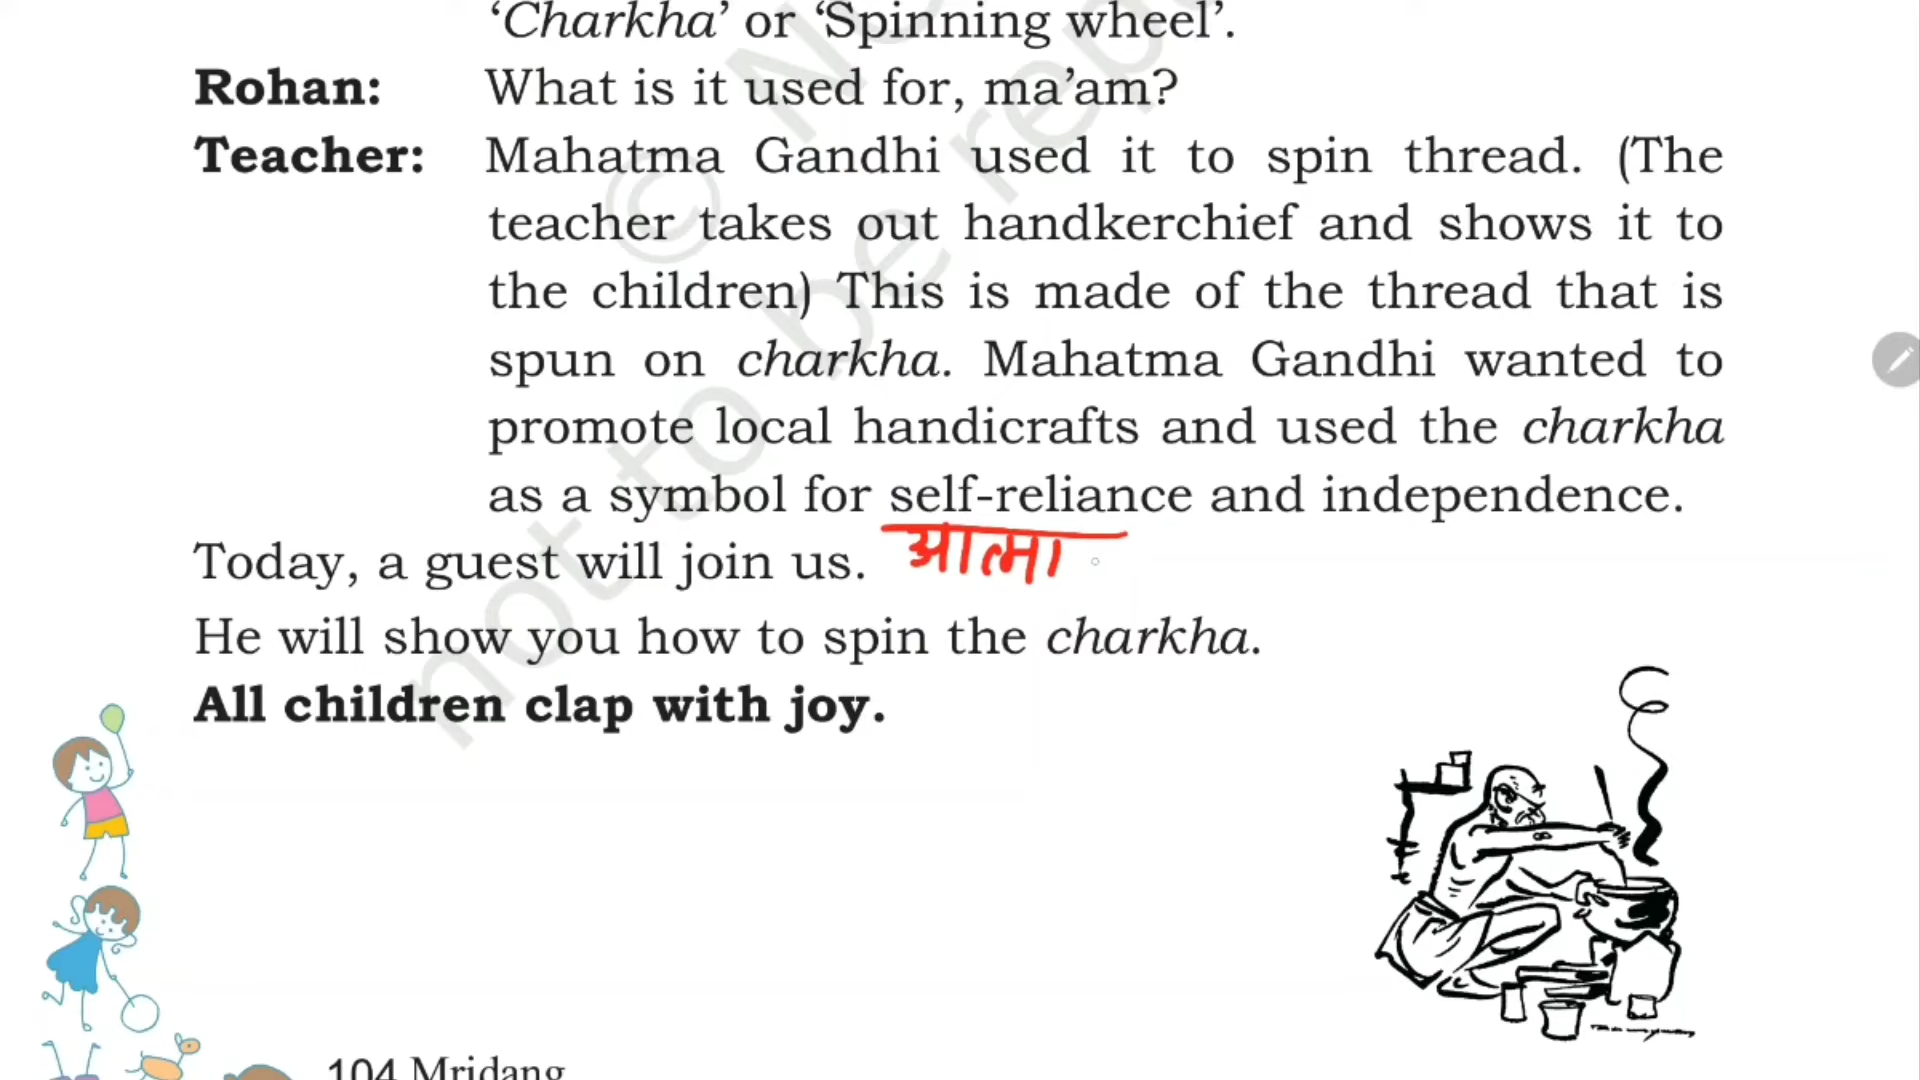 ‘Charkha’ or ‘Spinning wheel’.
Rohan: What is it used for, ma’am?
Teacher: Mahatma Gandhi used it to spin thread. (The
teacher takes out handkerchief and shows it to
the children) This is made of the thread that is
spun on charkha. Mahatma Gandhi wanted to
promote local handicrafts and used the charkha
as a symbol for self-reliance and independence.
आत्मा
Today, a guest will join us.
He will show you how to spin the charkha.
All children clap with joy.
104 Mridang
not to be rep